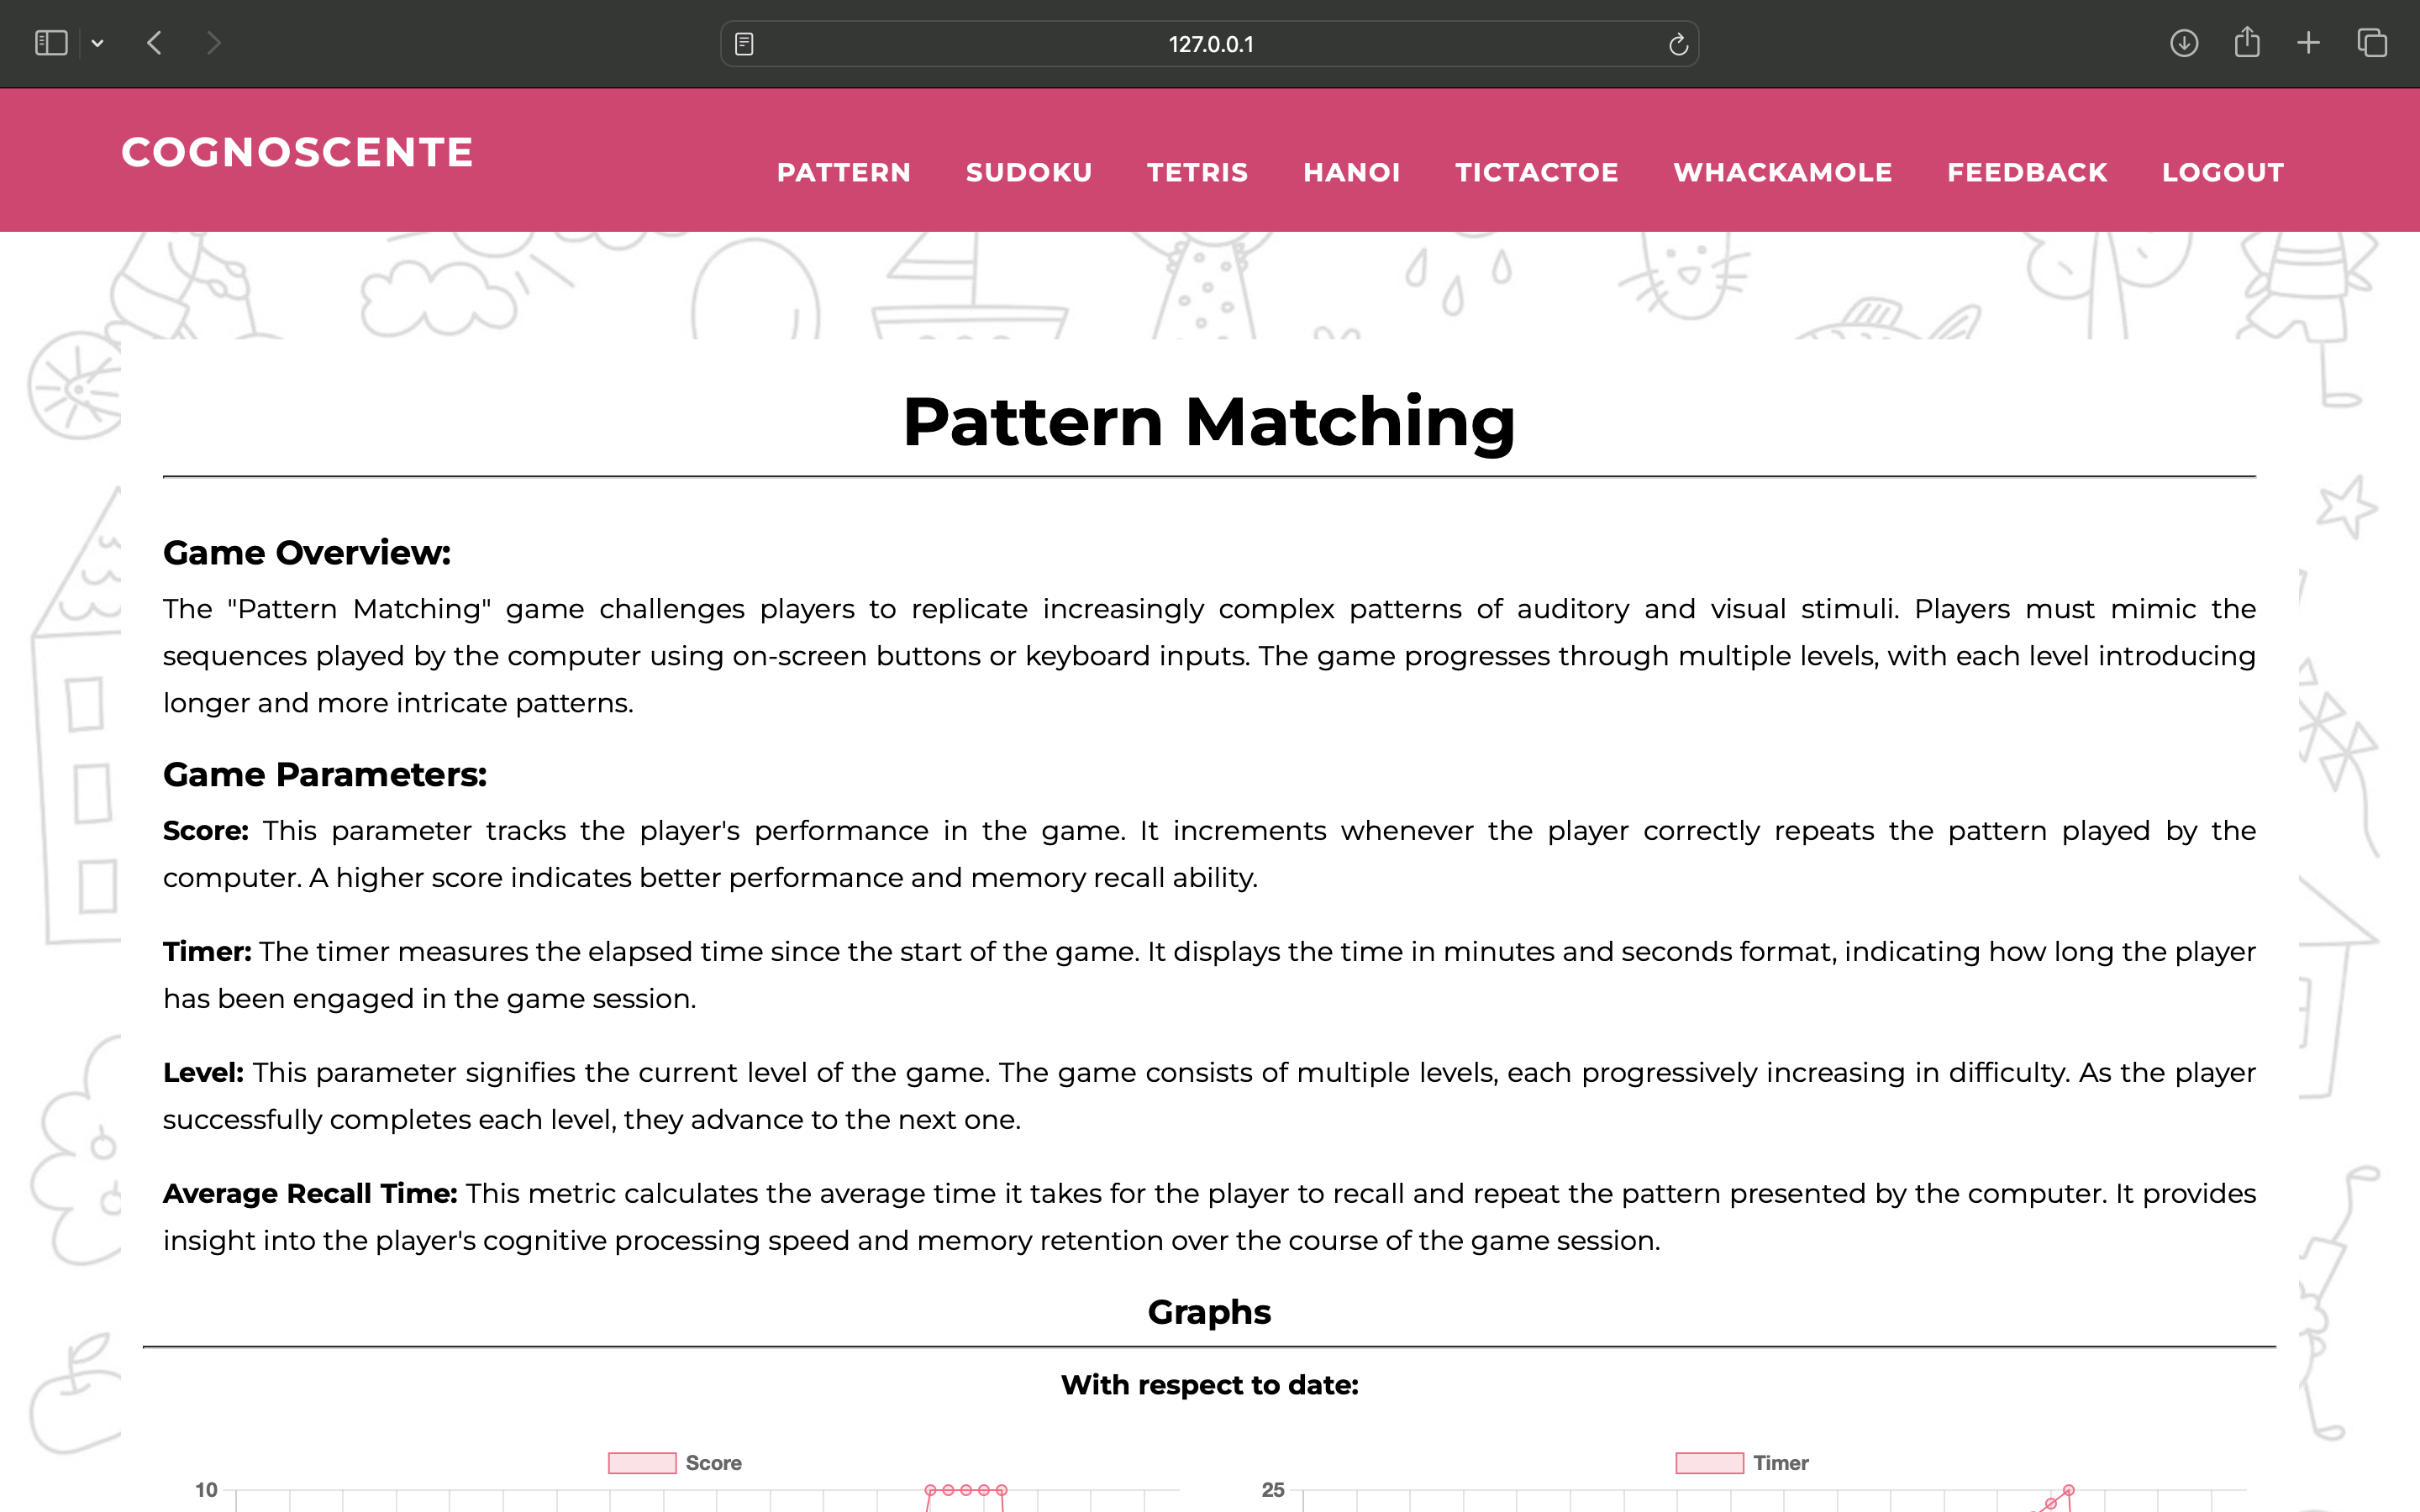 127.0.0.1
COGNOSCENTE
PATTERN SUDOKU TETRIS HANOI TICTACTOE WHACKAMOLE FEEDBACK LOGOUT
Pattern Matching
Game Overview:
The "Pattern Matching" game challenges players to replicate increasingly complex patterns of auditory and visual stimuli. Players must mimic the
sequences played by the computer using on-screen buttons or keyboard inputs. The game progresses through multiple levels, with each level introducing
longer and more intricate patterns.
Game Parameters:
Score: This parameter tracks the player's performance in the game. It increments whenever the player correctly repeats the pattern played by the
computer. A higher score indicates better performance and memory recall ability.
Timer: The timer measures the elapsed time since the start of the game. It displays the time in minutes and seconds format, indicating how long the player
has been engaged in the game session.
Level: This parameter signifies the current level of the game. The game consists of multiple levels, each progressively increasing in difficulty. As the player
successfully completes each level, they advance to the next one.
Average Recall Time: This metric calculates the average time it takes for the player to recall and repeat the pattern presented by the computer. It provides
insight into the player's cognitive processing speed and memory retention over the course of the game session.
Graphs
With respect to date:
Score
10
Timer
25